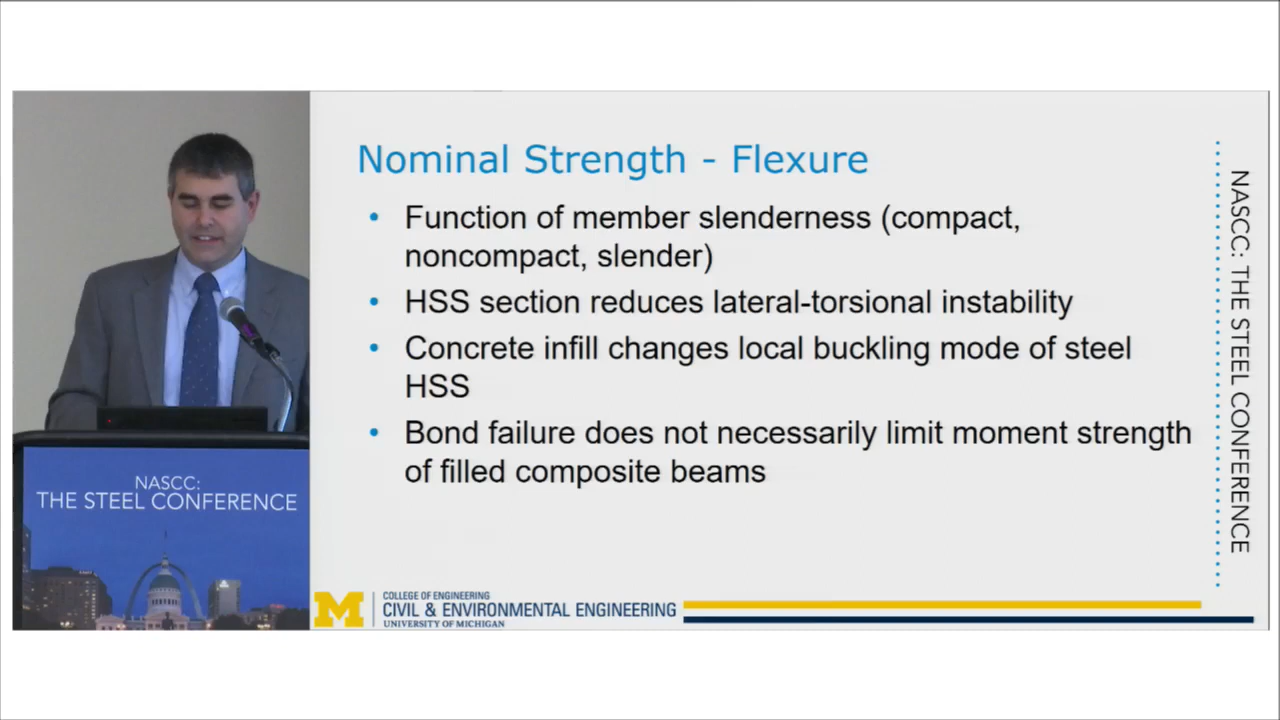 Nominal Strength - Flexure
• Function of member slenderness (compact,
noncompact, slender)
• HSS section reduces lateral-torsional instability
• Concrete infill changes local buckling mode of steel
HSS
• Bond failure does not necessarily limit moment strength
of filled composite beams
NASCC: THE STEEL CONFERENCE
NASCC:
THE STEEL CONFERENCE
M
COLLEGE OF ENGINEERING
CIVIL & ENVIRONMENTAL ENGINEERING
UNIVERSITY OF MICHIGAN